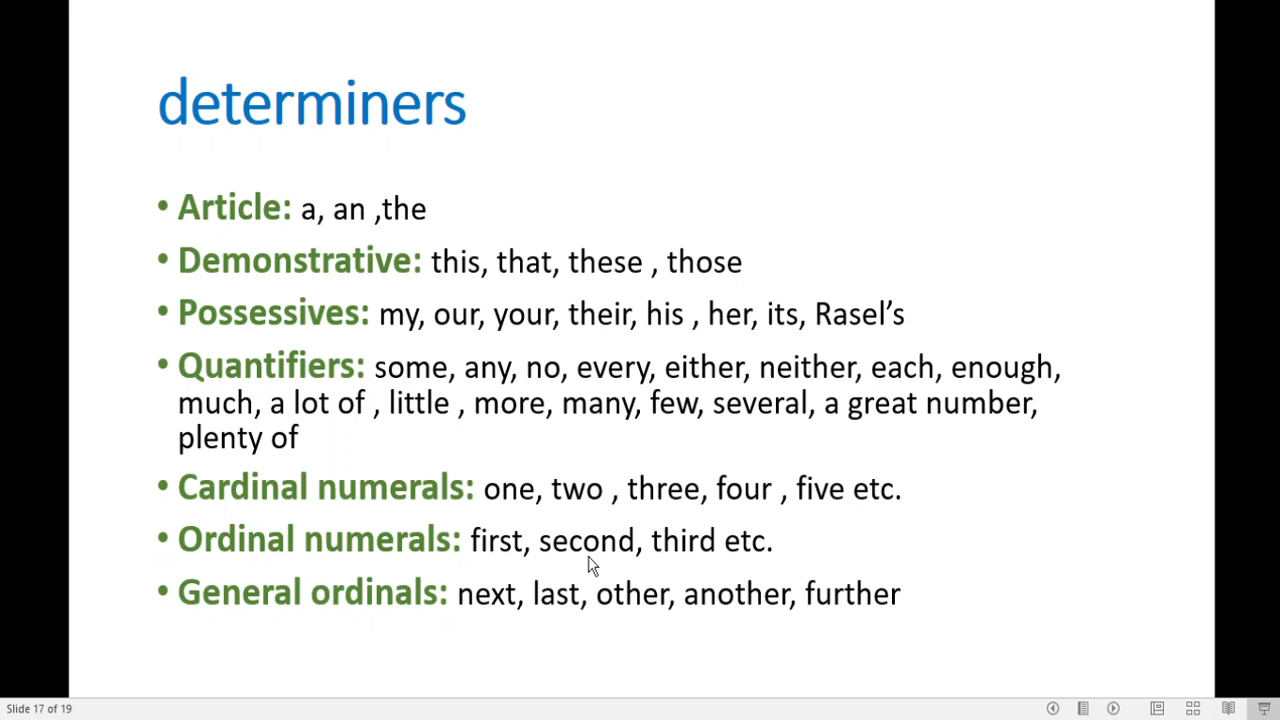 determiners
• Article: a, an ,the
• Demonstrative: this, that, these , those
• Possessives: my, our, your, their, his , her, its, Rasel’s
• Quantifiers: some, any, no, every, either, neither, each, enough,
much, a lot of , little , more, many, few, several, a great number,
plenty of
• Cardinal numerals: one, two , three, four , five etc.
• Ordinal numerals: first, second, third etc.
• General ordinals: next, last, other, another, further
Slide 17 of 19